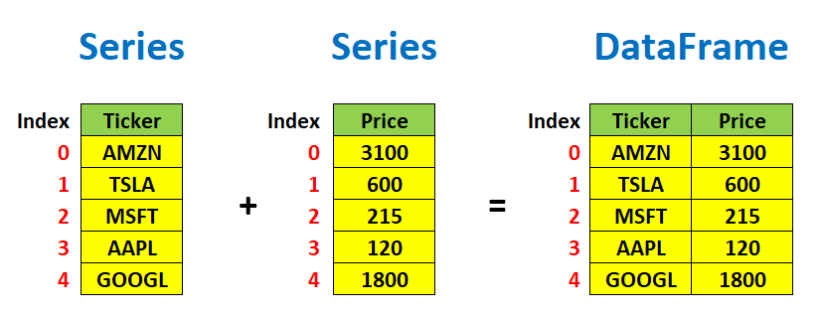 Series Series DataFrame
Index Ticker Index Price Index Ticker Price
0 AMZN 0 3100 0 AMZN 3100
1 TSLA 1 600 1 TSLA 600
2 MSFT + 2 215 = 2 MSFT 215
3 AAPL 3 120 3 AAPL 120
4 GOOGL 4 1800 4 GOOGL 1800